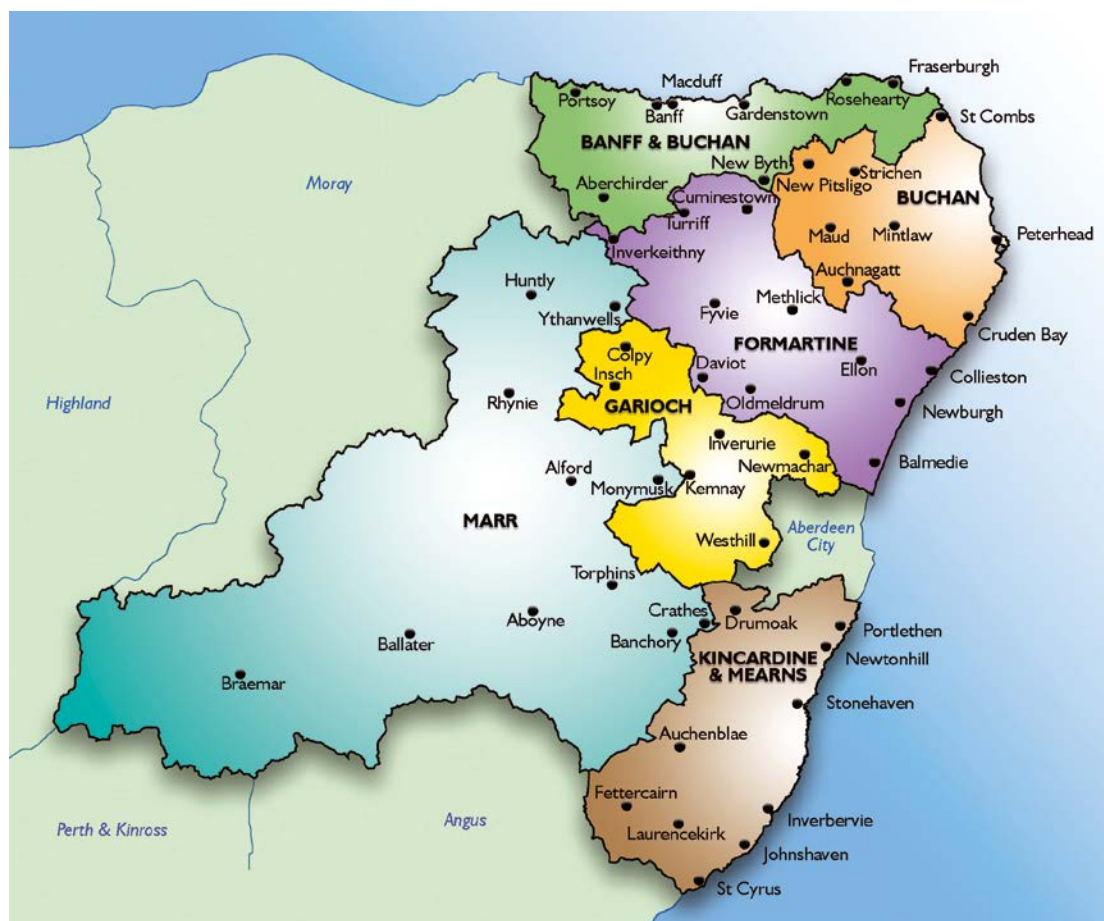 Fraserburgh
Macduff
Portsoy
Banff
Gardenstown
Rosehearty
St Combs
BANFF & BUCHAN
New Byth
New Pitsligo
Strichen
Moray
Aberchirder
Cuminestown
BUCHAN
Turriff
Maud
Mintlaw
Peterhead
Inverkeithny
Auchnagatt
Huntly
Methlick
Ythanwells
Fyvie
Cruden Bay
FORMARTINE
Colpy
Daviot
Ellon
Collieston
Insch
Highland
Rhynie
GARIOCH
Oldmeldrum
Newburgh
Inverurie
Newmachar
Balmedie
Alford
Monymusk
Kemnay
MARR
Westhill
Aberdeen
City
Torphins
Crathes
Drumoak
Aboyne
Portlethen
Ballater
Banchory
KINCARDINE
& MEARNS
Newtonhill
Braemar
Stonehaven
Auchenblae
Fettercairn
Inverbervie
Perth & Kinross
Angus
Laurencekirk
Johnshaven
St Cyrus